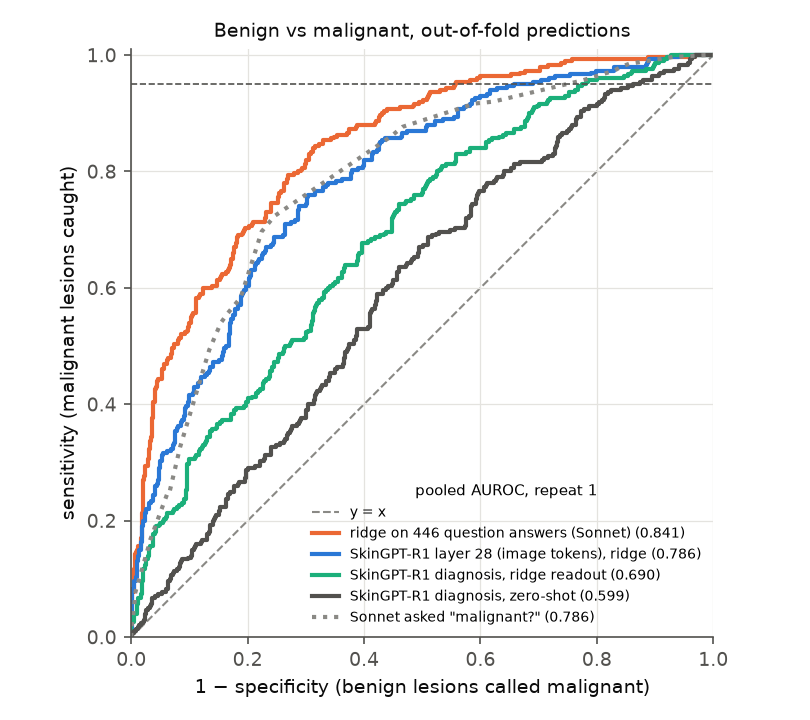 Benign vs malignant, out-of-fold predictions
1.0
0.8
0.6
0.4
0.2
0.0
sensitivity (malignant lesions caught)
pooled AUROC, repeat 1
y = x
ridge on 446 question answers (Sonnet) (0.841)
SkinGPT-R1 layer 28 (image tokens), ridge (0.786)
SkinGPT-R1 diagnosis, ridge readout (0.690)
SkinGPT-R1 diagnosis, zero-shot (0.599)
Sonnet asked "malignant?" (0.786)
0.0 0.2 0.4 0.6 0.8 1.0
1 − specificity (benign lesions called malignant)